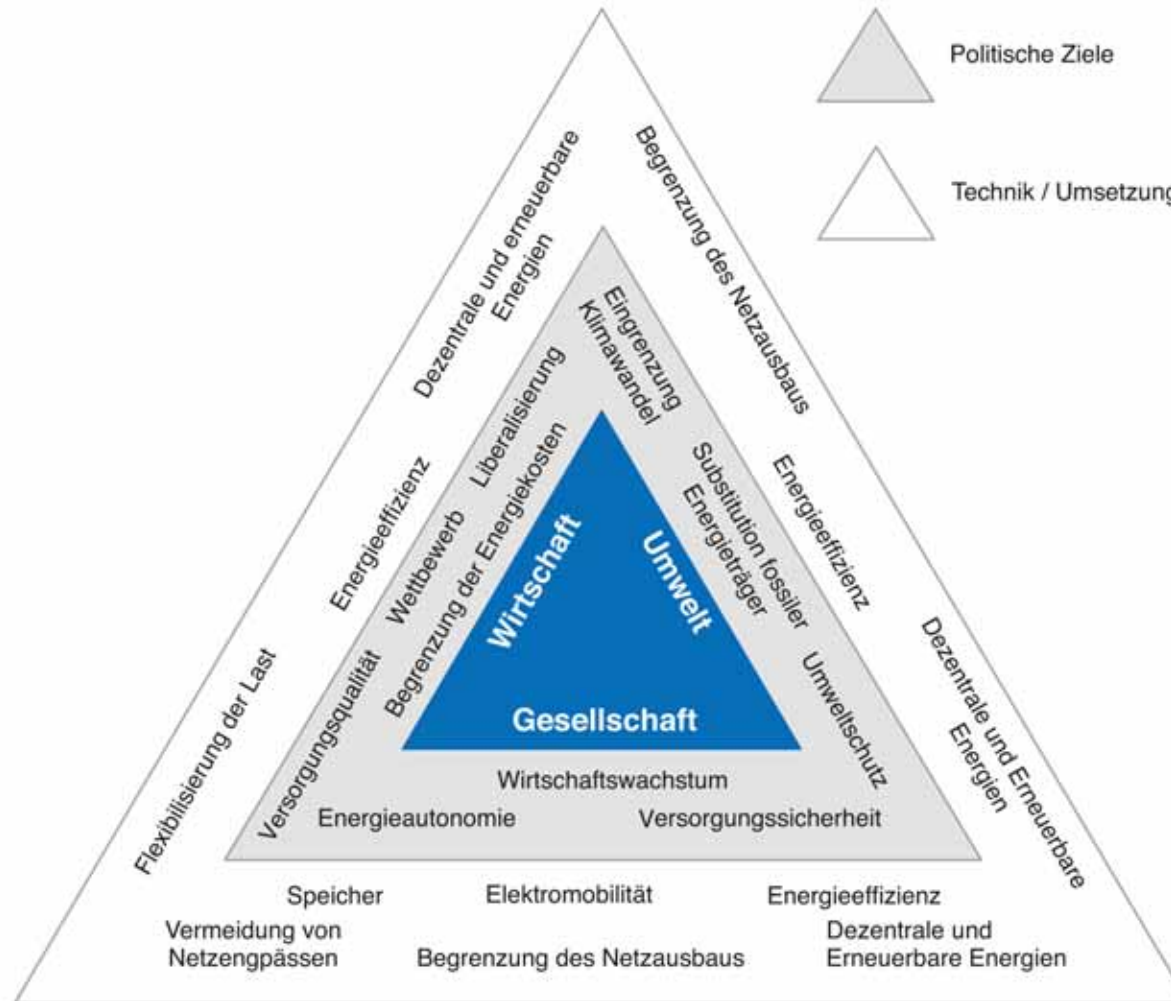 Politische Ziele
Technik / Umsetzung
Dezentrale und erneuerbare
Energien
Energieeffizienz
Flexibilisierung der Last
Begrenzung des Netzausbaus
Energieeffizienz
Dezentrale und Erneuerbare
Energien
Liberalisierung
Wettbewerb
Versorgungsqualität
Begrenzung der Energiekosten
Eingrenzung
Klimawandel
Substitution fossiler
Energieträger
Umweltschutz
Wirtschaft
Umwelt
Gesellschaft
Wirtschaftswachstum
Energieautonomie
Versorgungssicherheit
Speicher
Elektromobilität
Energieeffizienz
Vermeidung von
Netzengpässen
Begrenzung des Netzausbaus
Dezentrale und
Erneuerbare Energien